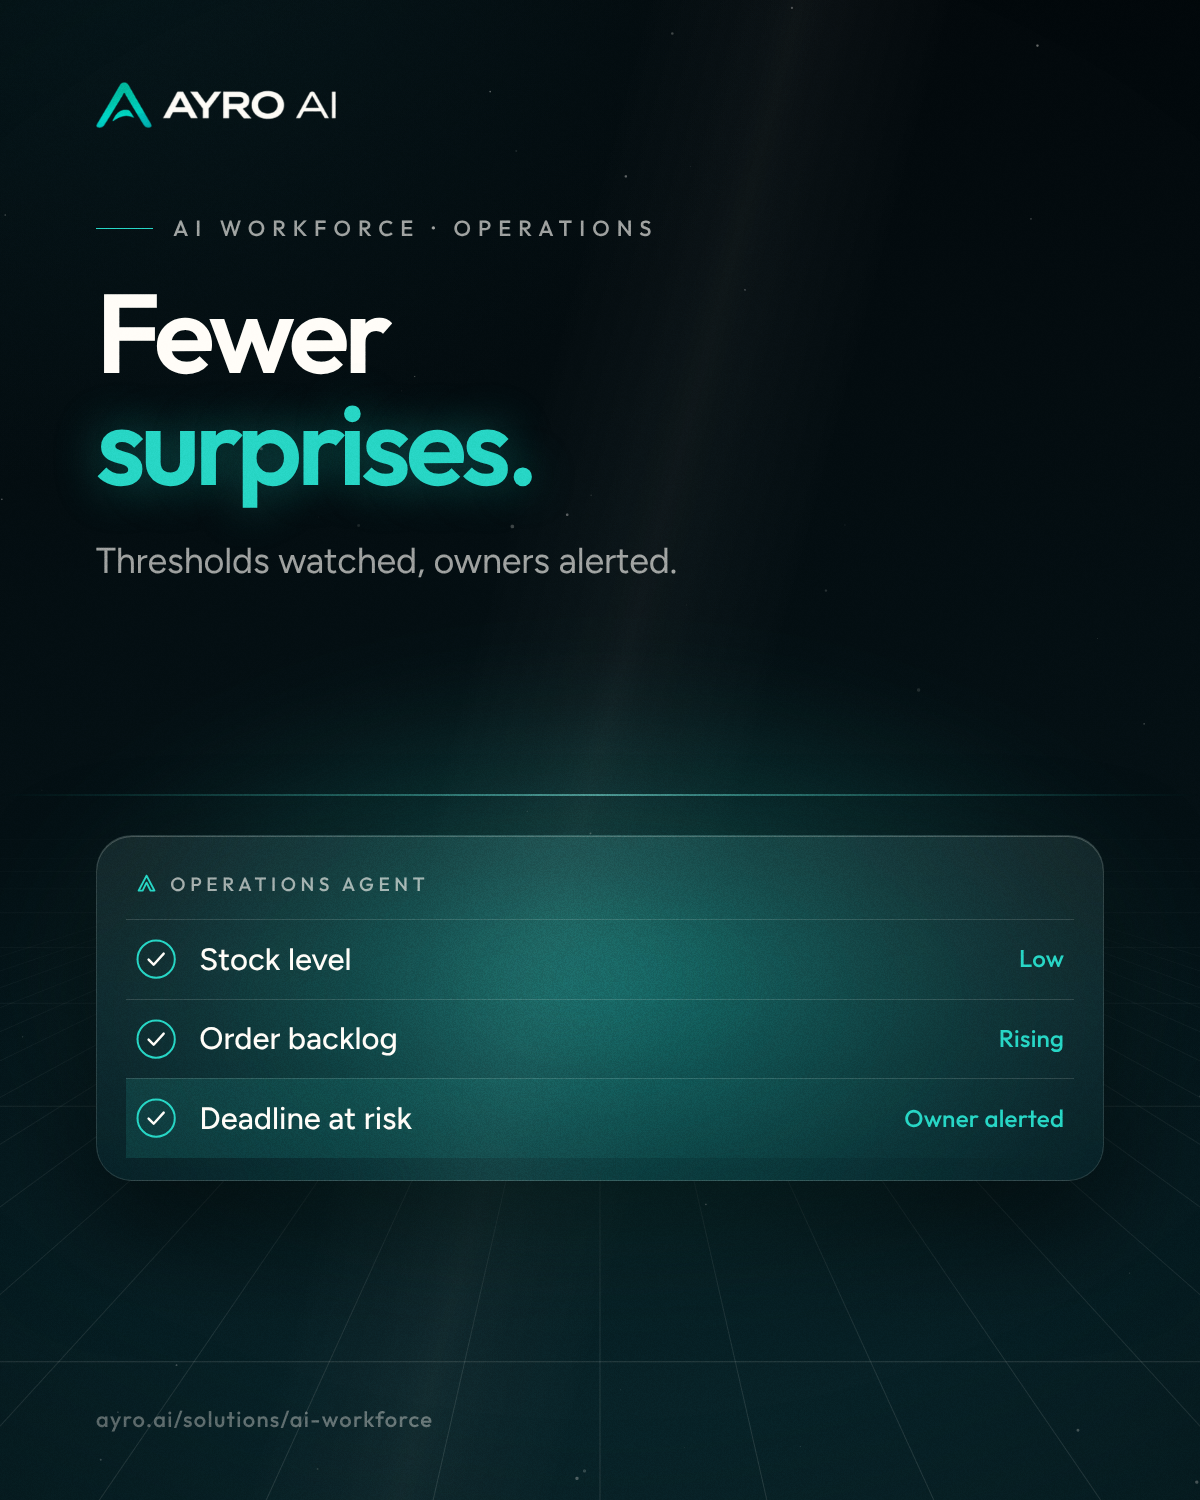 AYRO AI
AI WORKFORCE · OPERATIONS
Fewer
surprises.
Thresholds watched, owners alerted.
OPERATIONS AGENT
Stock level
Low
Order backlog
Rising
Deadline at risk
Owner alerted
ayro.ai/solutions/ai-workforce